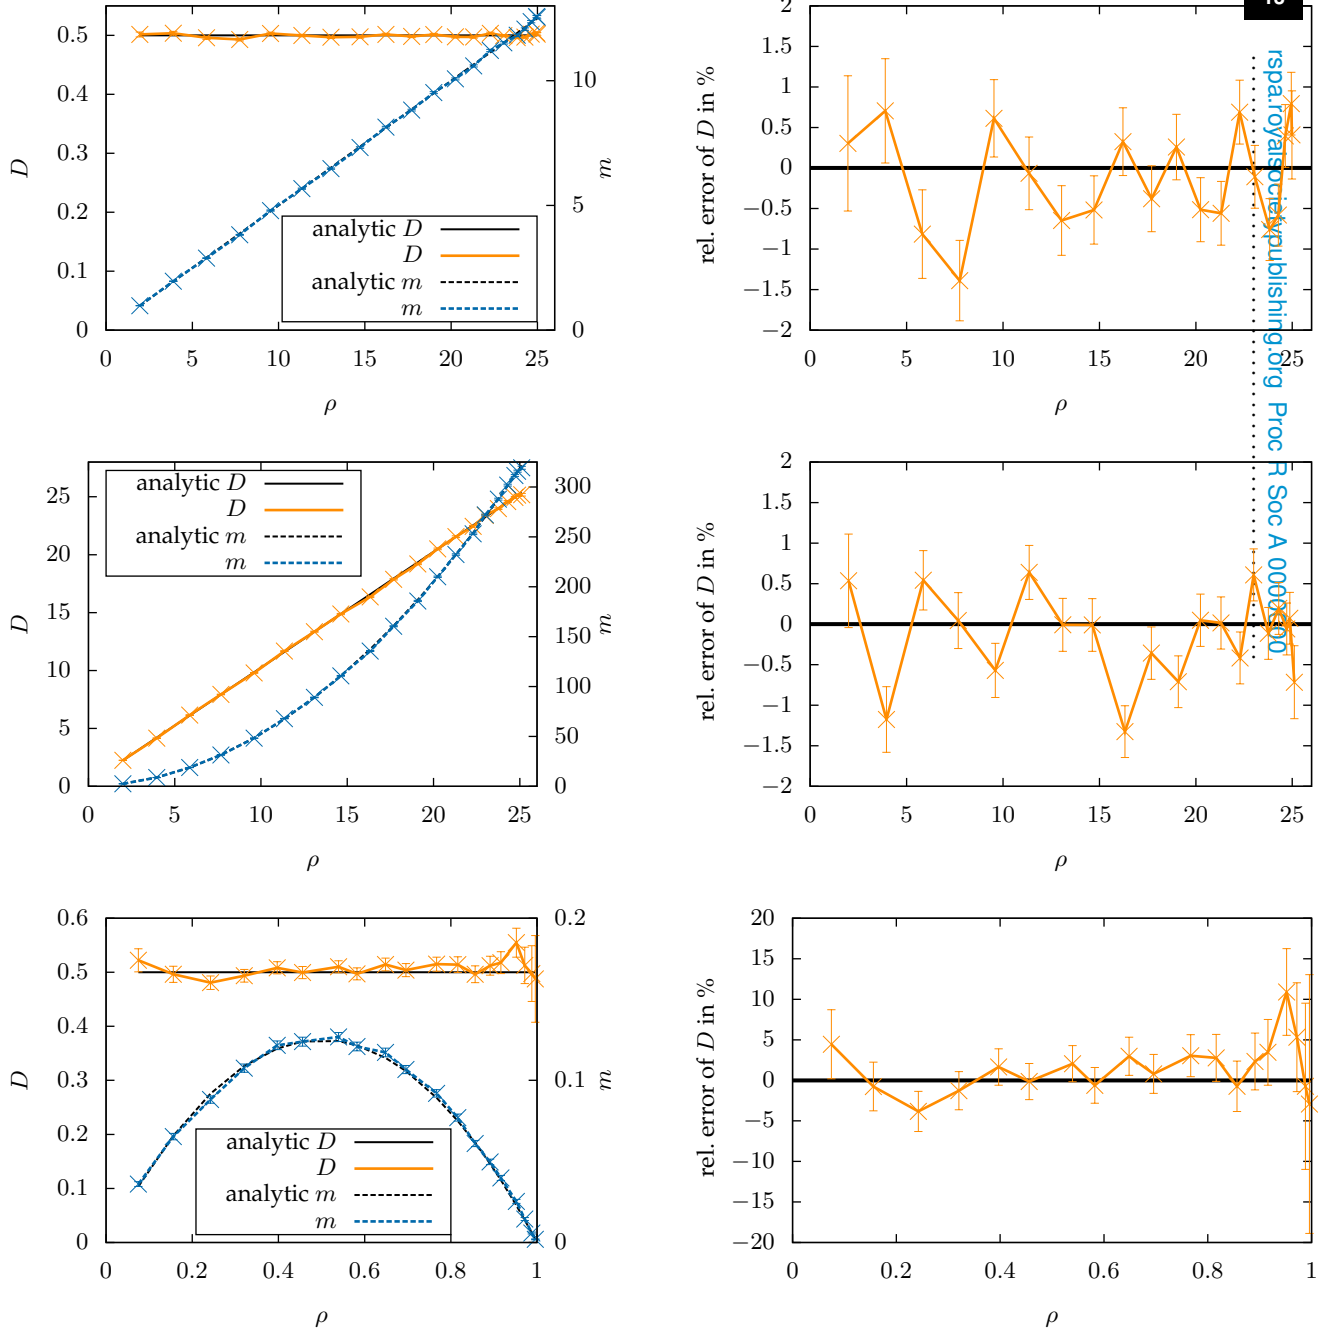 0.5
0.4
0.3
0.2
0.1
0
D
10
5
0
m
analytic D
D
analytic m
m
0 5 10 15 20 25
ρ
2
1.5
1
0.5
0
−0.5
−1
−1.5
−2
rel. error of D in %
0 5 10 15 20 25
ρ
rspa.royalsocietypublishing.org Proc R Soc A 0000000
25
20
15
10
5
0
D
300
250
200
150
100
50
0
m
analytic D
D
analytic m
m
0 5 10 15 20 25
ρ
2
1.5
1
0.5
0
−0.5
−1
−1.5
−2
rel. error of D in %
0 5 10 15 20 25
ρ
0.6
0.5
0.4
0.3
0.2
0.1
0
D
0.2
0.1
0
m
analytic D
D
analytic m
m
0 0.2 0.4 0.6 0.8 1
ρ
20
15
10
5
0
−5
−10
−15
−20
rel. error of D in %
0 0.2 0.4 0.6 0.8 1
ρ